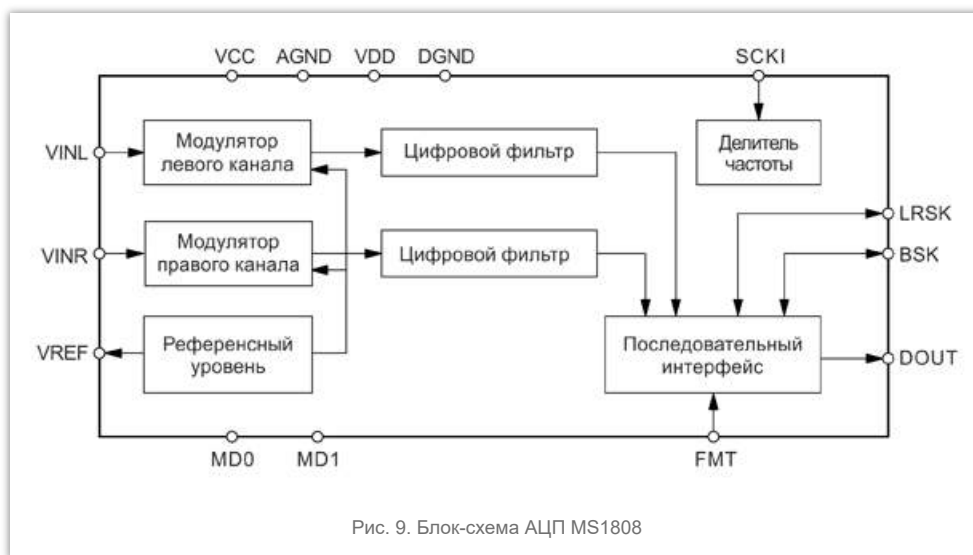 VCC AGND VDD DGND SCKI
VINL
Модулятор
левого канала
Цифровой фильтр
Делитель
частоты
LRSK
VINR
Модулятор
правого канала
Цифровой фильтр
BSK
VREF
Референсный
уровень
Последовательный
интерфейс
DOUT
MD0 MD1 FMT
Рис. 9. Блок-схема АЦП MS1808